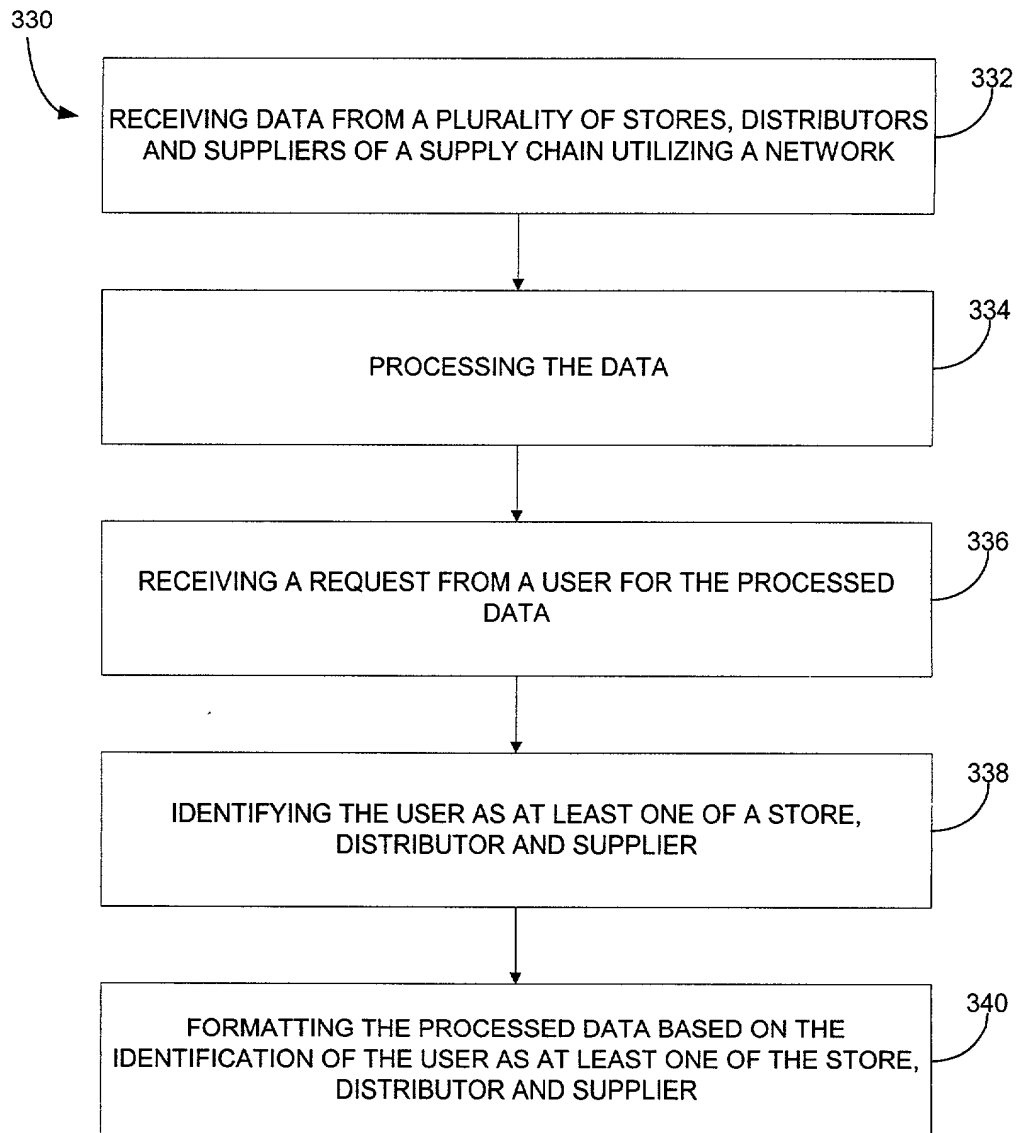 330
332
RECEIVING DATA FROM A PLURALITY OF STORES, DISTRIBUTORS
AND SUPPLIERS OF A SUPPLY CHAIN UTILIZING A NETWORK
334
PROCESSING THE DATA
336
RECEIVING A REQUEST FROM A USER FOR THE PROCESSED
DATA
338
IDENTIFYING THE USER AS AT LEAST ONE OF A STORE,
DISTRIBUTOR AND SUPPLIER
340
FORMATTING THE PROCESSED DATA BASED ON THE
IDENTIFICATION OF THE USER AS AT LEAST ONE OF THE STORE,
DISTRIBUTOR AND SUPPLIER